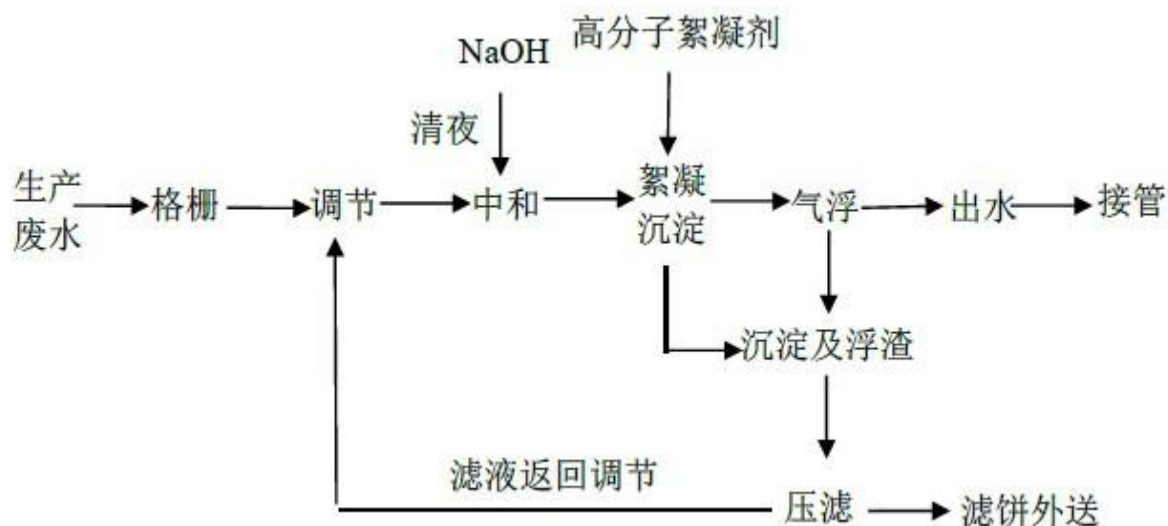 NaOH
高分子絮凝剂
清夜
生产
废水
格栅
调节
中和
絮凝
沉淀
气浮
出水
接管
沉淀及浮渣
滤液返回调节
压滤
滤饼外送